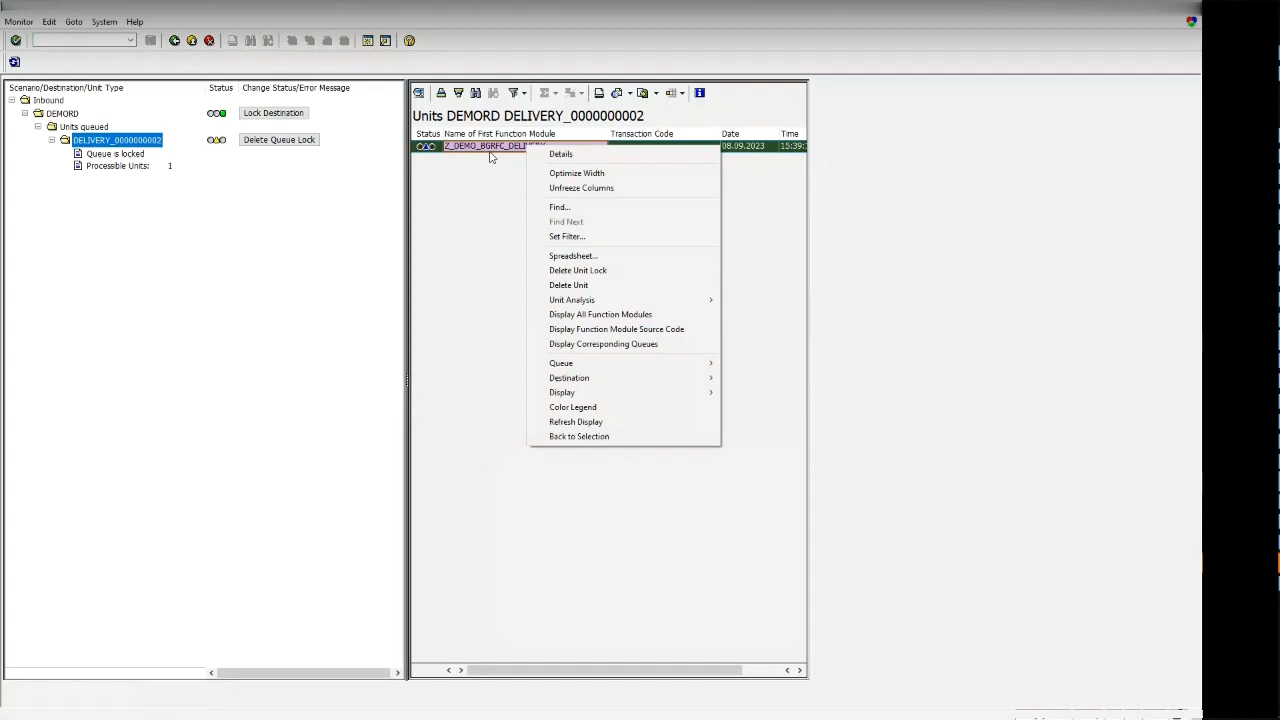 Monitor Edit Goto System Help
Scenario/Destination/Unit Type Status Change Status/Error Message
Inbound
DEMORD Lock Destination
Units queued
DELIVERY_0000000002 Delete Queue Lock
Queue is locked
Processible Units: 1
Units DEMORD DELIVERY_0000000002
Status Name of First Function Module Transaction Code Date Time
08.09.2023
Details
Optimize Width
Unfreeze Columns
Find...
Find Next
Set Filter...
Spreadsheet...
Delete Unit Lock
Delete Unit
Unit Analysis
Display All Function Modules
Display Function Module Source Code
Display Corresponding Queues
Queue
Destination
Display
Color Legend
Refresh Display
Back to Selection